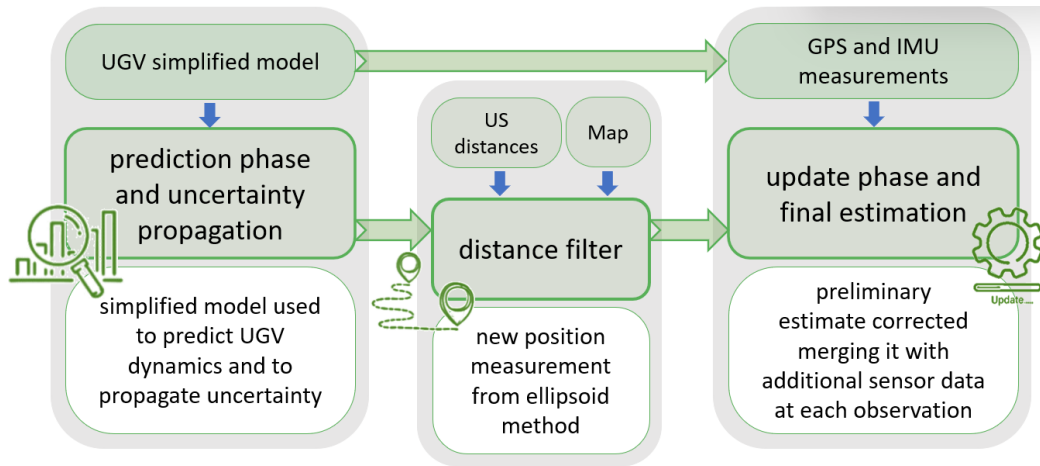 UGV simplified model
prediction phase
and uncertainty
propagation
simplified model used
to predict UGV
dynamics and to
propagate uncertainty
US
distances
Map
distance filter
new position
measurement
from ellipsoid
method
GPS and IMU
measurements
update phase and
final estimation
Update....
preliminary
estimate corrected
merging it with
additional sensor data
at each observation